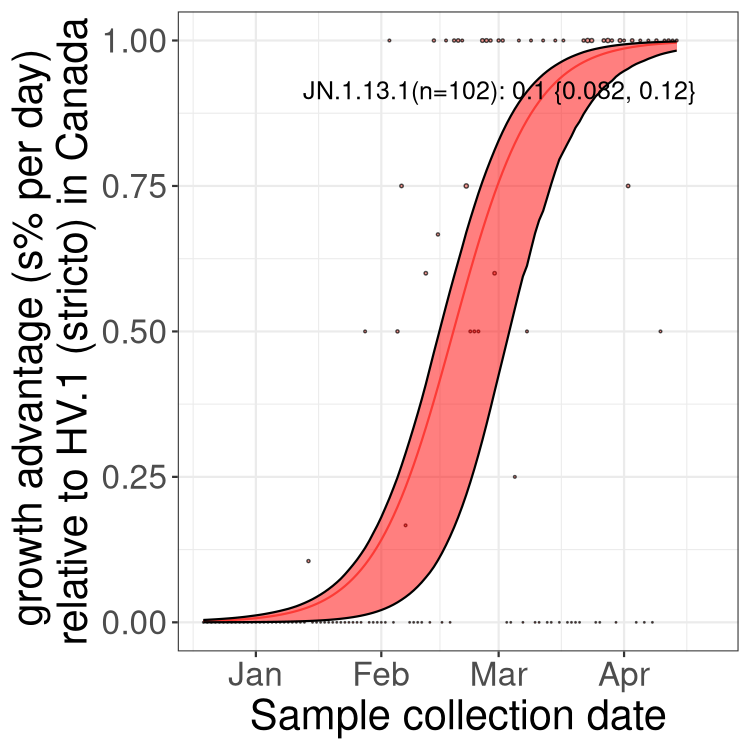 growth advantage (s% per day)
relative to HV.1 (stricto) in Canada
1.00
0.75
0.50
0.25
0.00
JN.1.13.1(n=102): 0.1 {0.082, 0.12}
Jan Feb Mar Apr
Sample collection date